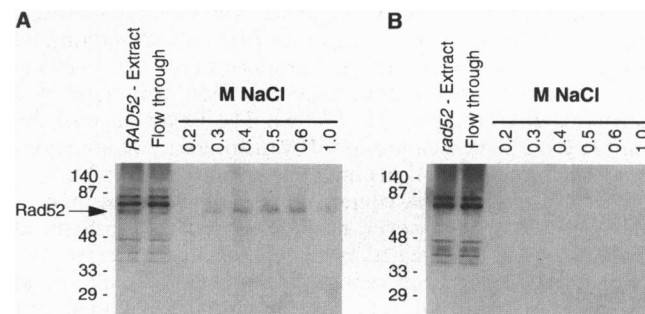 A
RAD52 - Extract
Flow through
M NaCl
0.2
0.3
0.4
0.5
0.6
1.0
140 -
87 -
Rad52
48 -
33 -
29 -
B
rad52 - Extract
Flow through
M NaCl
0.2
0.3
0.4
0.5
0.6
1.0
140 -
87 -
48 -
33 -
29 -